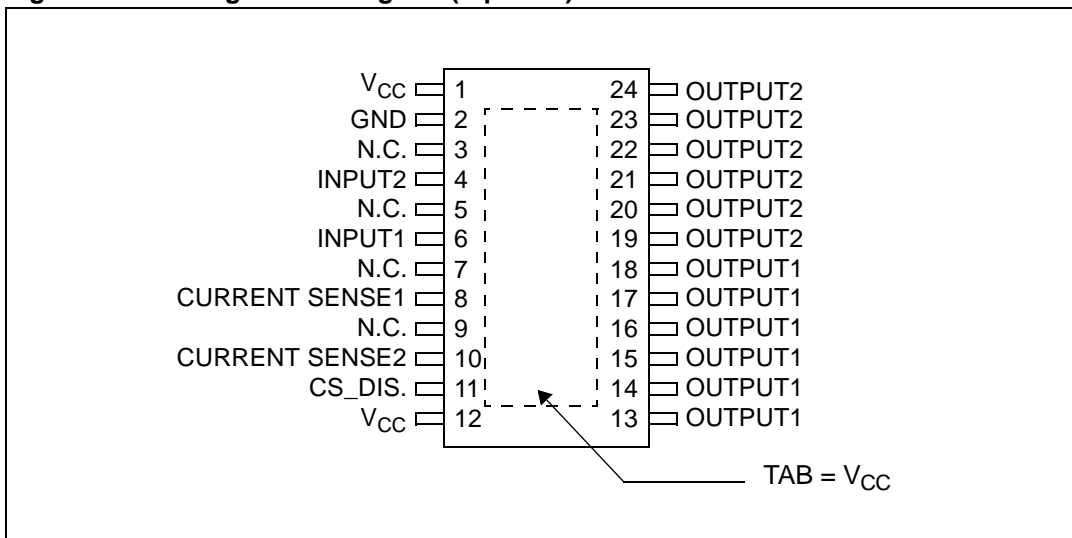 V_CC 1 24 OUTPUT2
GND 2 23 OUTPUT2
N.C. 3 22 OUTPUT2
INPUT2 4 21 OUTPUT2
N.C. 5 20 OUTPUT2
INPUT1 6 19 OUTPUT2
N.C. 7 18 OUTPUT1
CURRENT SENSE1 8 17 OUTPUT1
N.C. 9 16 OUTPUT1
CURRENT SENSE2 10 15 OUTPUT1
CS_DIS. 11 14 OUTPUT1
V_CC 12 13 OUTPUT1
TAB = V_CC